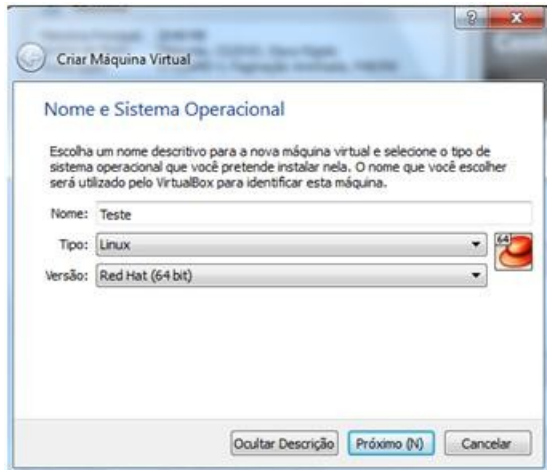 Criar Máquina Virtual
Nome e Sistema Operacional
Escolha um nome descritivo para a nova máquina virtual e selecione o tipo de
sistema operacional que você pretende instalar nela. O nome que você escolher
será utilizado pelo VirtualBox para identificar esta máquina.
Nome: Teste
Tipo: Linux
64
Versão: Red Hat (64 bit)
Ocultar Descrição Próximo (N) Cancelar